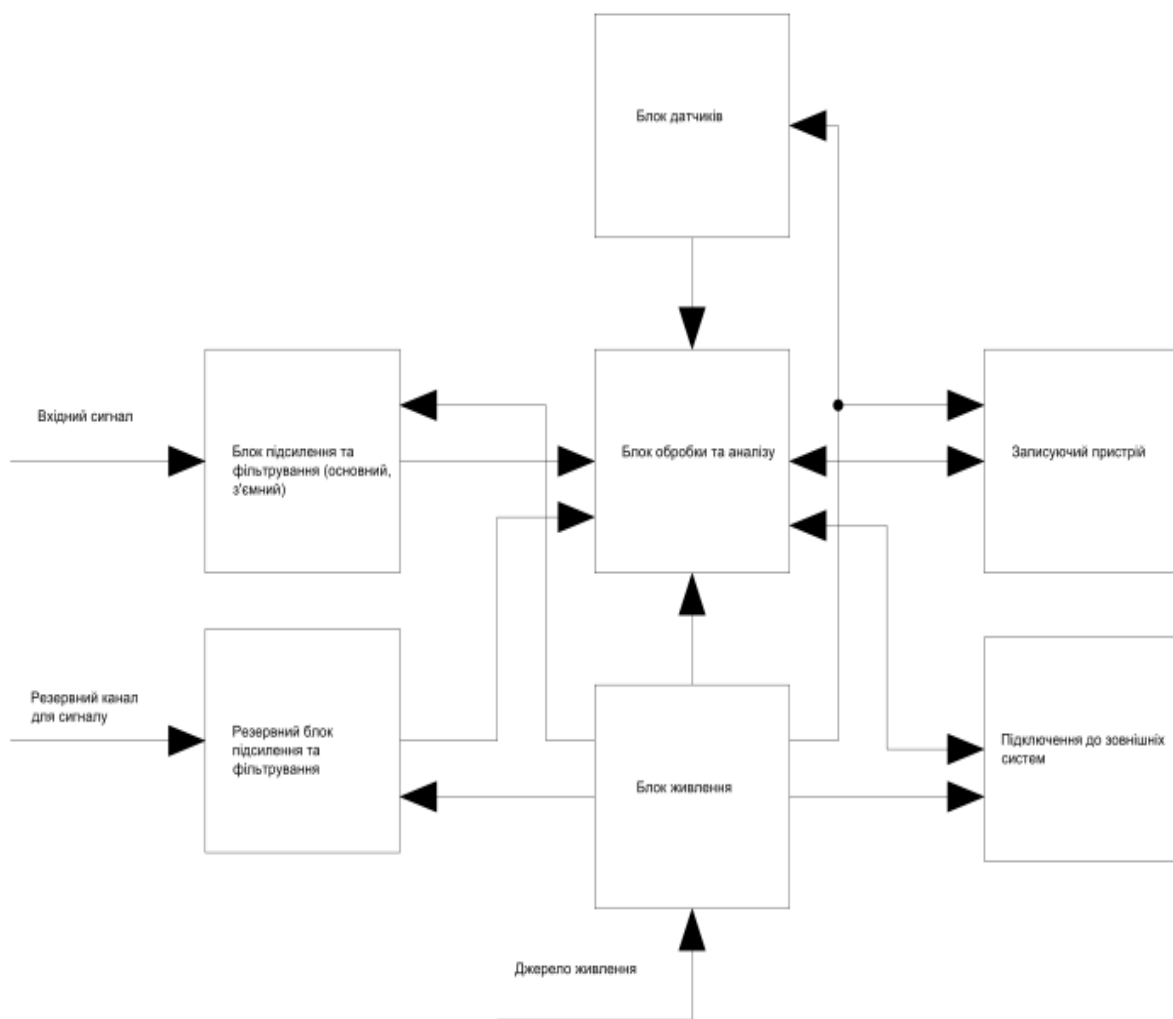 Блок датчиків
Вхідний сигнал
Блок підсилення та
фільтрування (основний,
з'ємний)
Блок обробки та аналізу
Записуючий пристрій
Резервний канал
для сигналу
Резервний блок
підсилення та
фільтрування
Блок живлення
Підключення до зовнішніх
систем
Джерело живлення